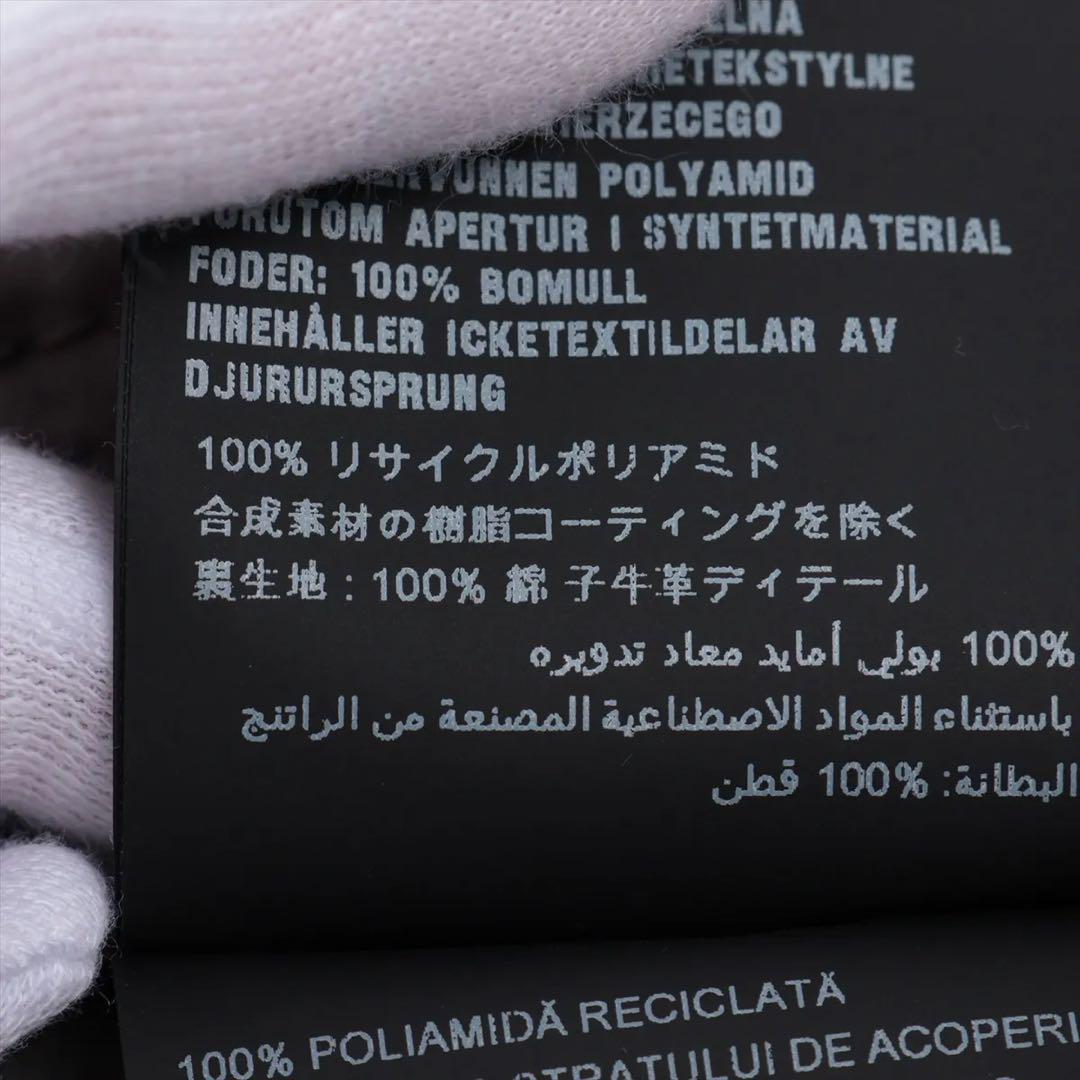 POLYAMID
APERTUR I SYNTETMATERIAL
FODER: 100% BOMULL
INNEHÅLLER ICKETEXTILDELAR AV
DJURURSPRUNG
100% リサイクルポリアミド
合成素材の樹脂コーティングを除く
裏生地 : 100% 綿 子牛革ディテール
100% بولي أمايد معاد تدويره
باستثناء المواد الاصطناعية المصنعة من الراتنج
البطانة: 100% قطن
100% POLIAMIDĂ RECICLATĂ
DE